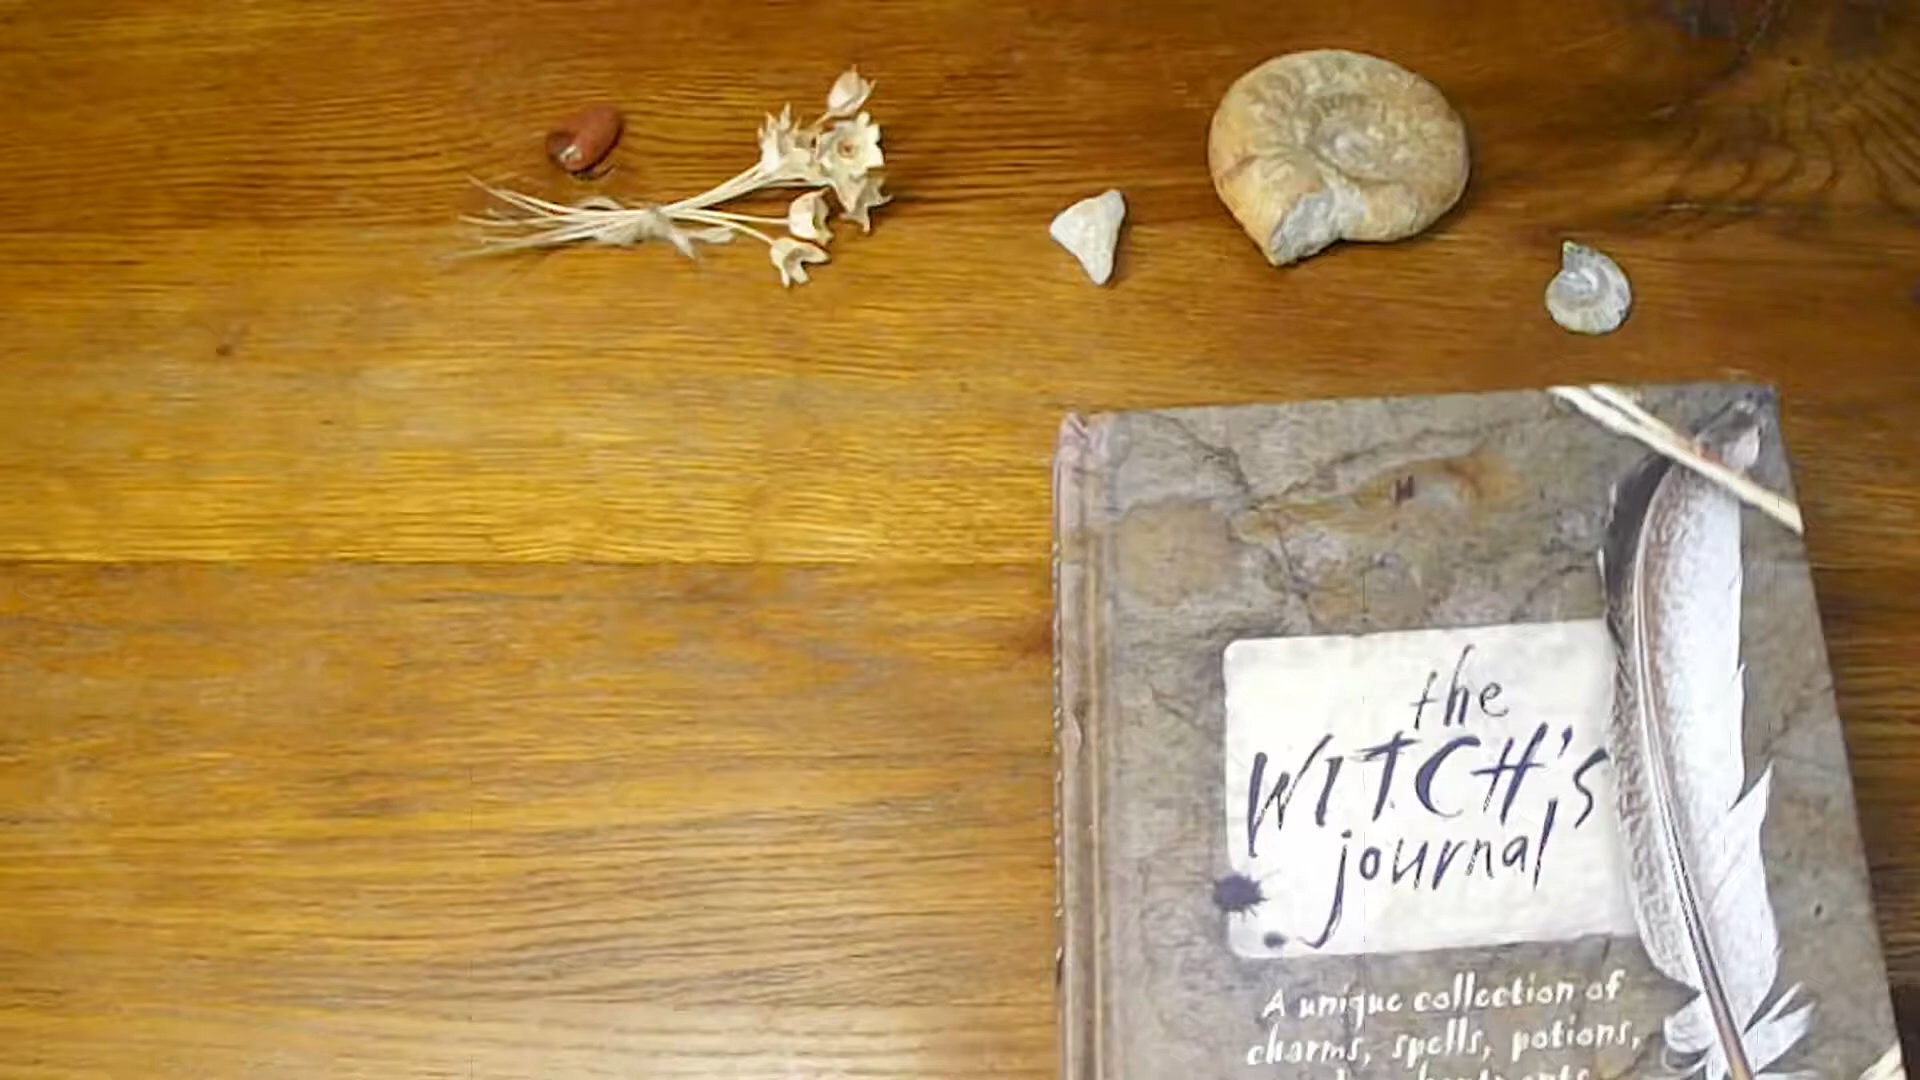 the
WITCH's
journal
A unique collection of
charms, spells, potions,